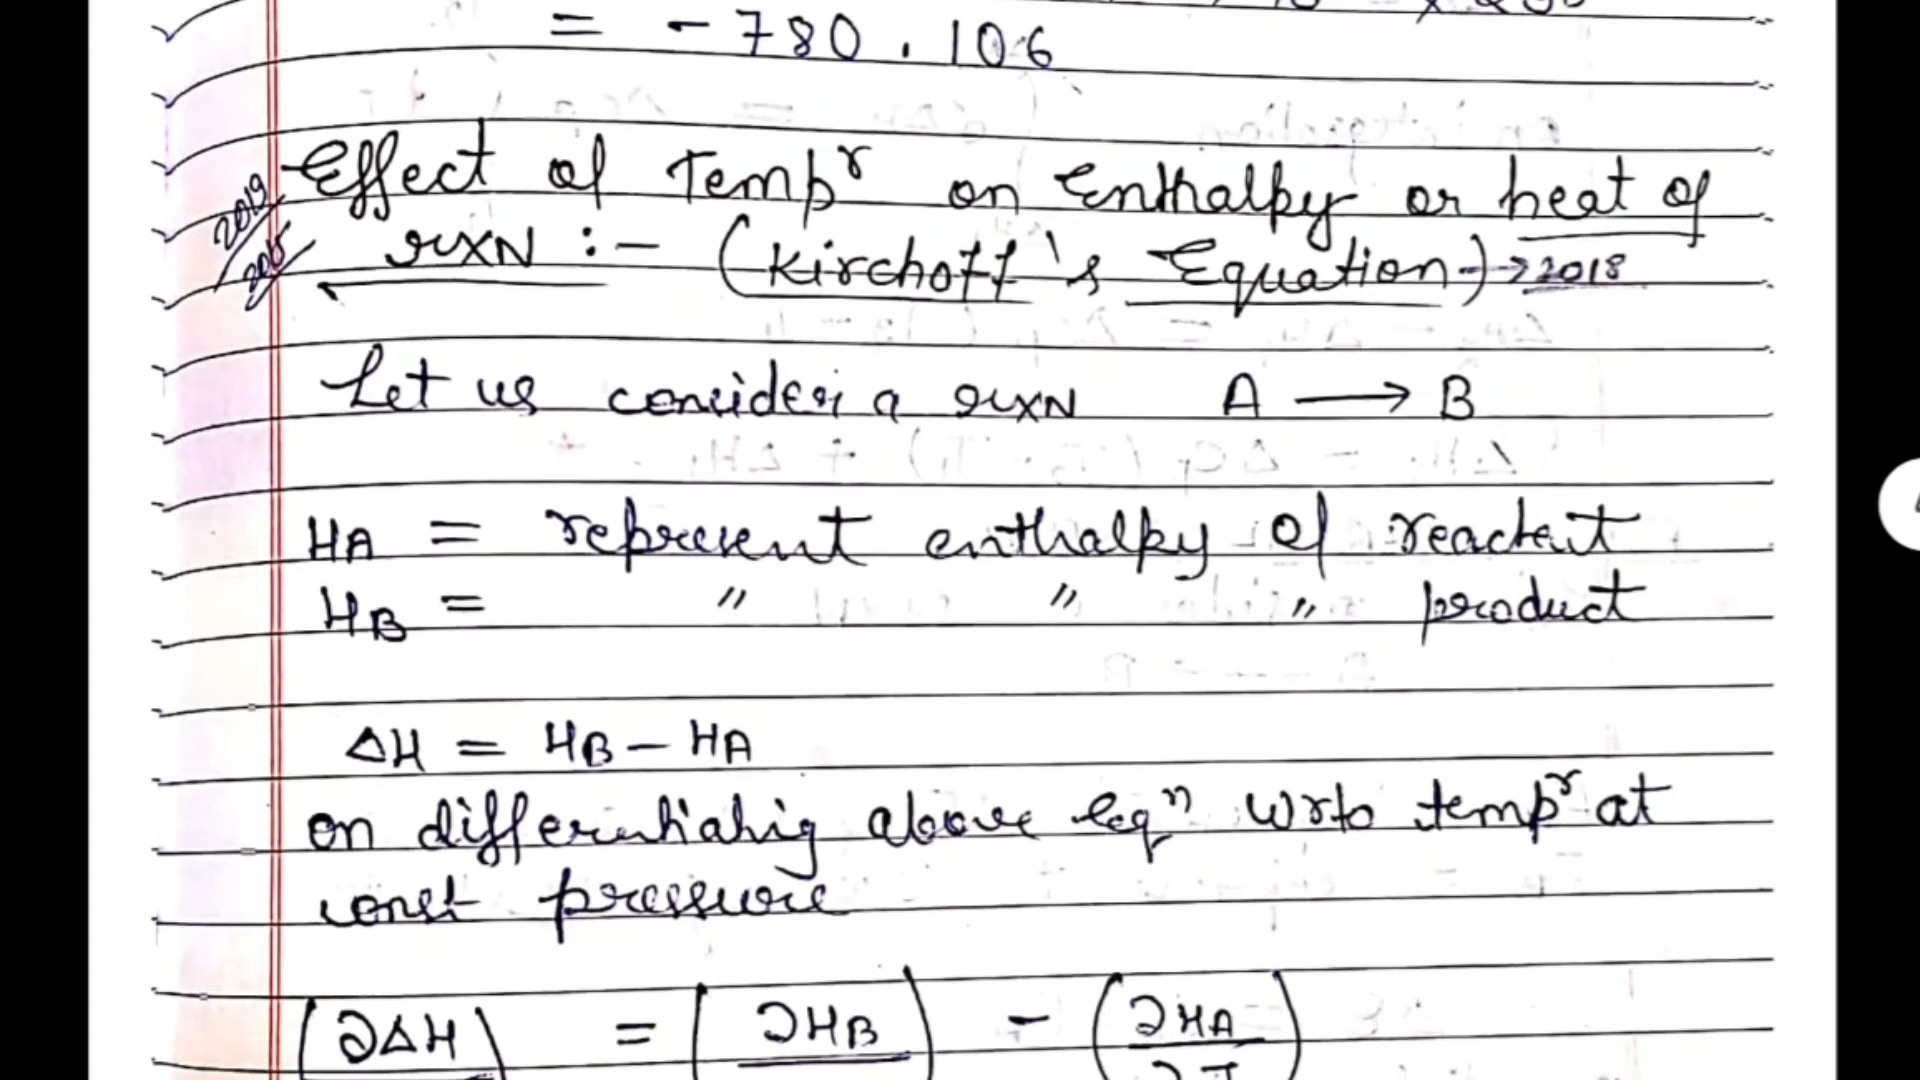 = - 780.106
Effect of Tempr on Enthalpy or heat of
2019
2015
rxN :- (Kirchoff's Equation) → 2018
Let us consider a rxN A → B
HA = represent enthalpy of reactant
HB = " " " product
ΔH = HB - HA
on differentiating above eqn wrto tempr at
const pressure
(∂ΔH) = (∂HB) - (∂HA
∂T)